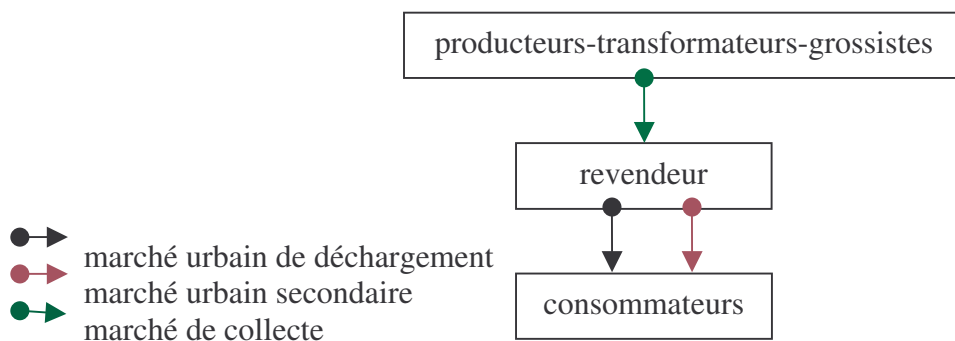 producteurs-transformateurs-grossistes
revendeur
marché urbain de déchargement
marché urbain secondaire
consommateurs
marché de collecte